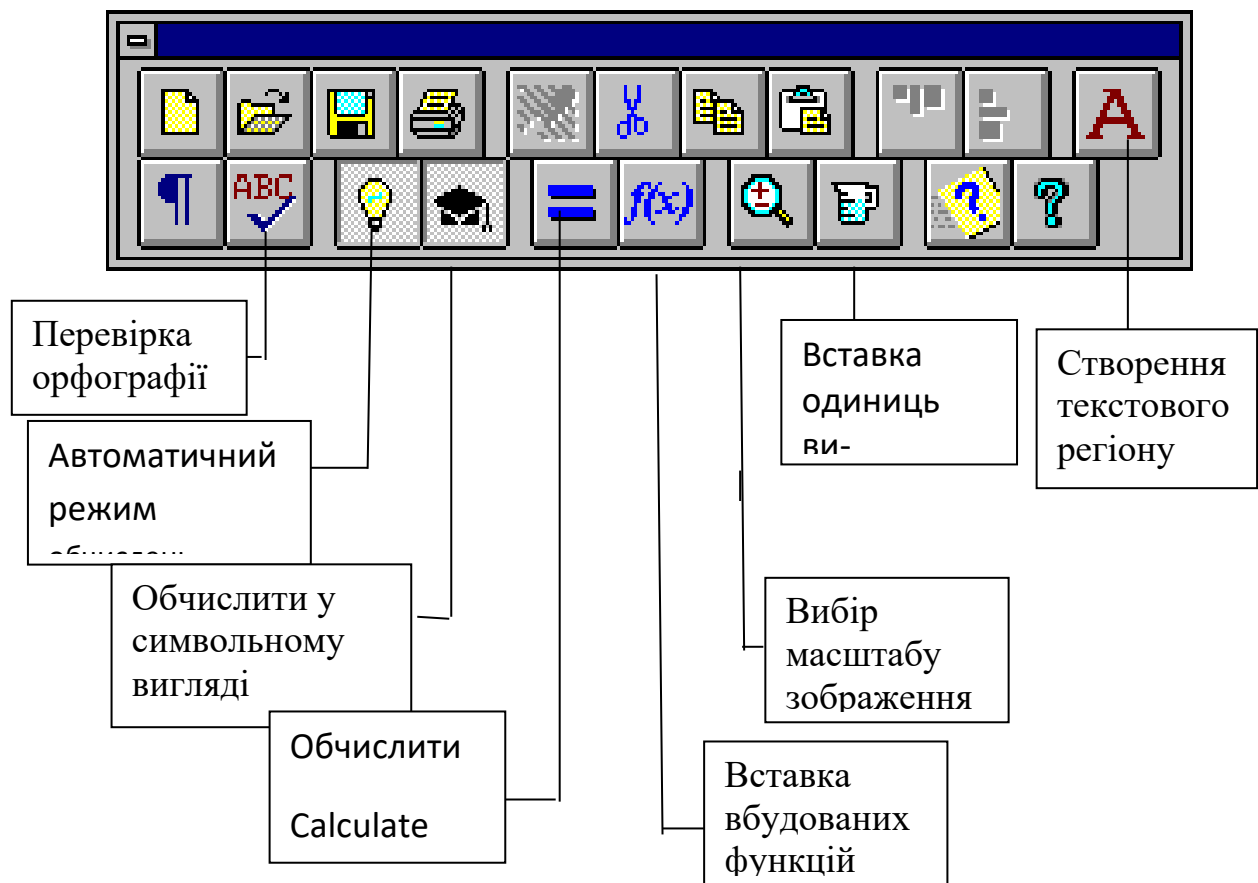 A
¶
ABC
=
f(x)
±
?
?
Перевірка
орфографії
Вставка
одиниць
ви-
Створення
текстового
регіону
Автоматичний
режим
Обчислити у
символьному
вигляді
Вибір
масштабу
зображення
Обчислити
Calculate
Вставка
вбудованих
функцій